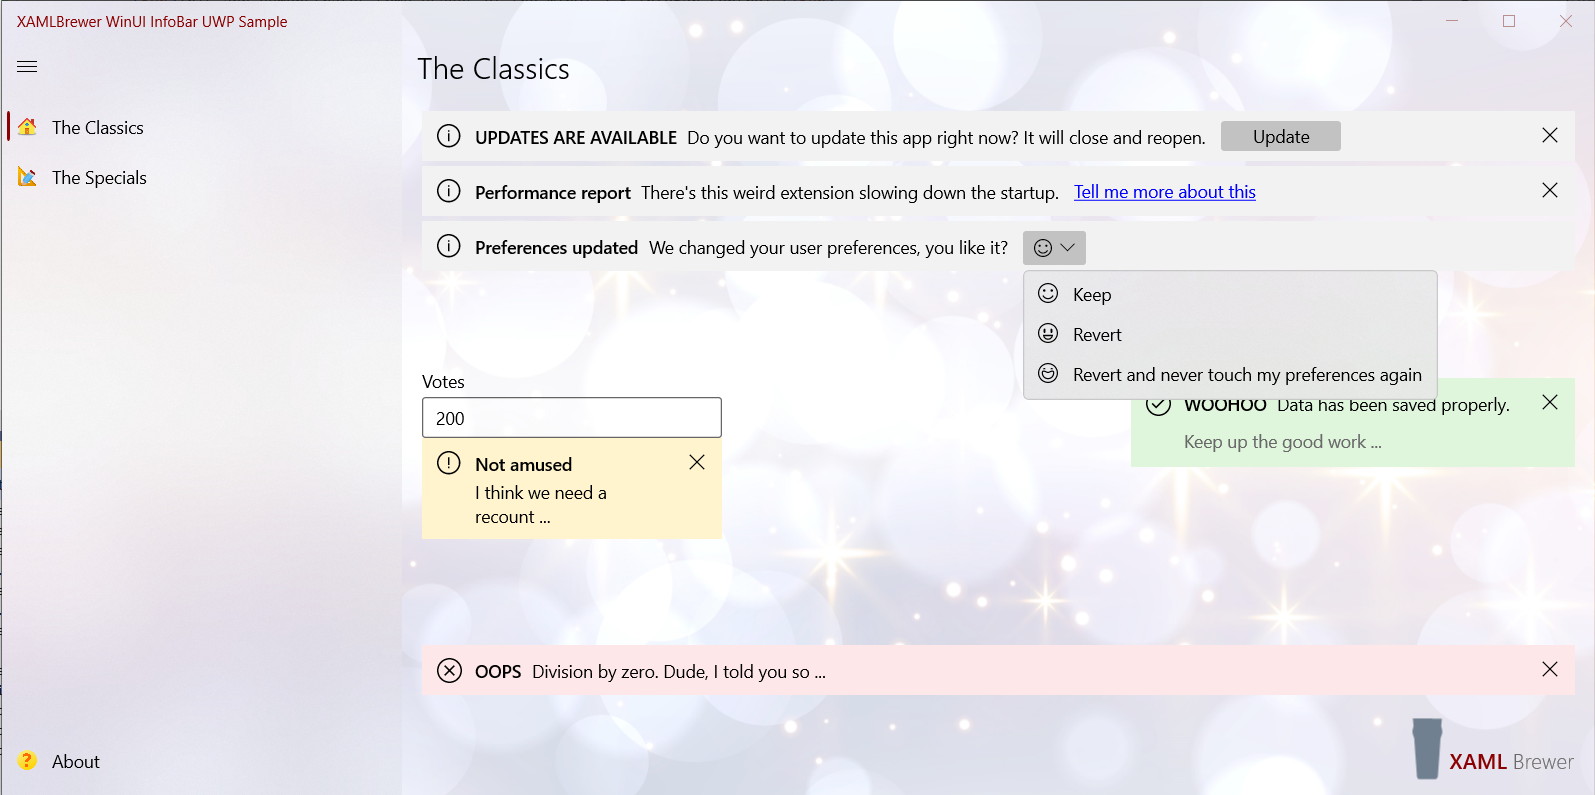 XAMLBrewer WinUI InfoBar UWP Sample
The Classics
The Specials
About
The Classics
UPDATES ARE AVAILABLE Do you want to update this app right now? It will close and reopen. Update
Performance report There's this weird extension slowing down the startup. Tell me more about this
Preferences updated We changed your user preferences, you like it?
Keep
Revert
Revert and never touch my preferences again
Votes
200
Not amused
I think we need a
recount ...
WOOHOO Data has been saved properly.
Keep up the good work ...
OOPS Division by zero. Dude, I told you so ...
XAML Brewer